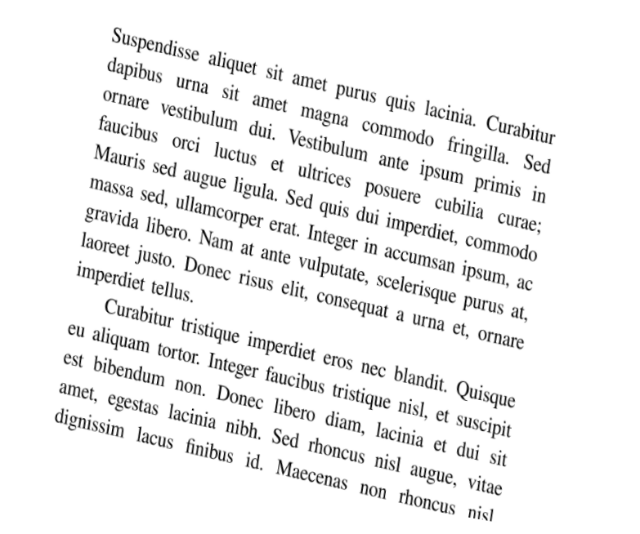 Suspendisse aliquet sit amet purus quis lacinia. Curabitur
dapibus urna sit amet magna commodo fringilla. Sed
ornare vestibulum dui. Vestibulum ante ipsum primis in
faucibus orci luctus et ultrices posuere cubilia curae;
Mauris sed augue ligula. Sed quis dui imperdiet, commodo
massa sed, ullamcorper erat. Integer in accumsan ipsum, ac
gravida libero. Nam at ante vulputate, scelerisque purus at,
laoreet justo. Donec risus elit, consequat a urna et, ornare
imperdiet tellus.
Curabitur tristique imperdiet eros nec blandit. Quisque
eu aliquam tortor. Integer faucibus tristique nisl, et suscipit
est bibendum non. Donec libero diam, lacinia et dui sit
amet, egestas lacinia nibh. Sed rhoncus nisl augue, vitae
dignissim lacus finibus id. Maecenas non rhoncus nisl